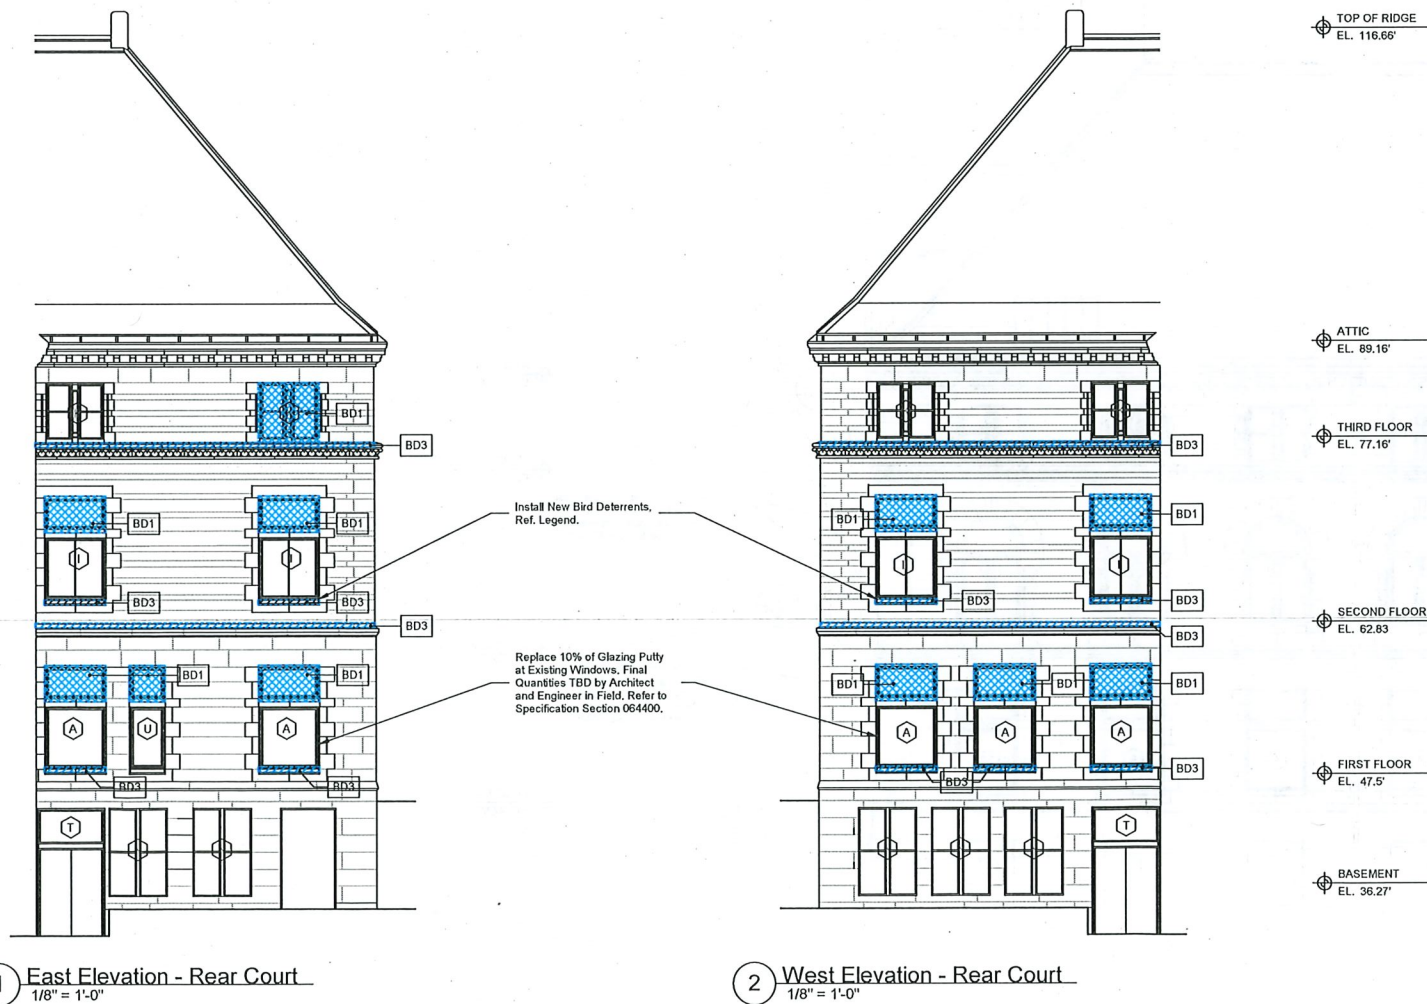 TOP OF RIDGE
EL. 116.66'
ATTIC
EL. 89.16'
BD1
BD3
THIRD FLOOR
EL. 77.16'
BD3
BD1
BD1
Install New Bird Deterrents,
Ref. Legend.
BD1
BD1
I
I
I
I
BD3
BD3
BD3
BD3
BD3
BD3
SECOND FLOOR
EL. 62.83
BD1
BD1
Replace 10% of Glazing Putty
at Existing Windows. Final
Quantities TBD by Architect
and Engineer in Field. Refer to
Specification Section 064400.
BD1
BD1
BD1
A
U
A
A
A
A
BD3
BD3
BD3
BD3
FIRST FLOOR
EL. 47.5'
T
T
BASEMENT
EL. 36.27'
East Elevation - Rear Court
1/8" = 1'-0"
2
West Elevation - Rear Court
1/8" = 1'-0"